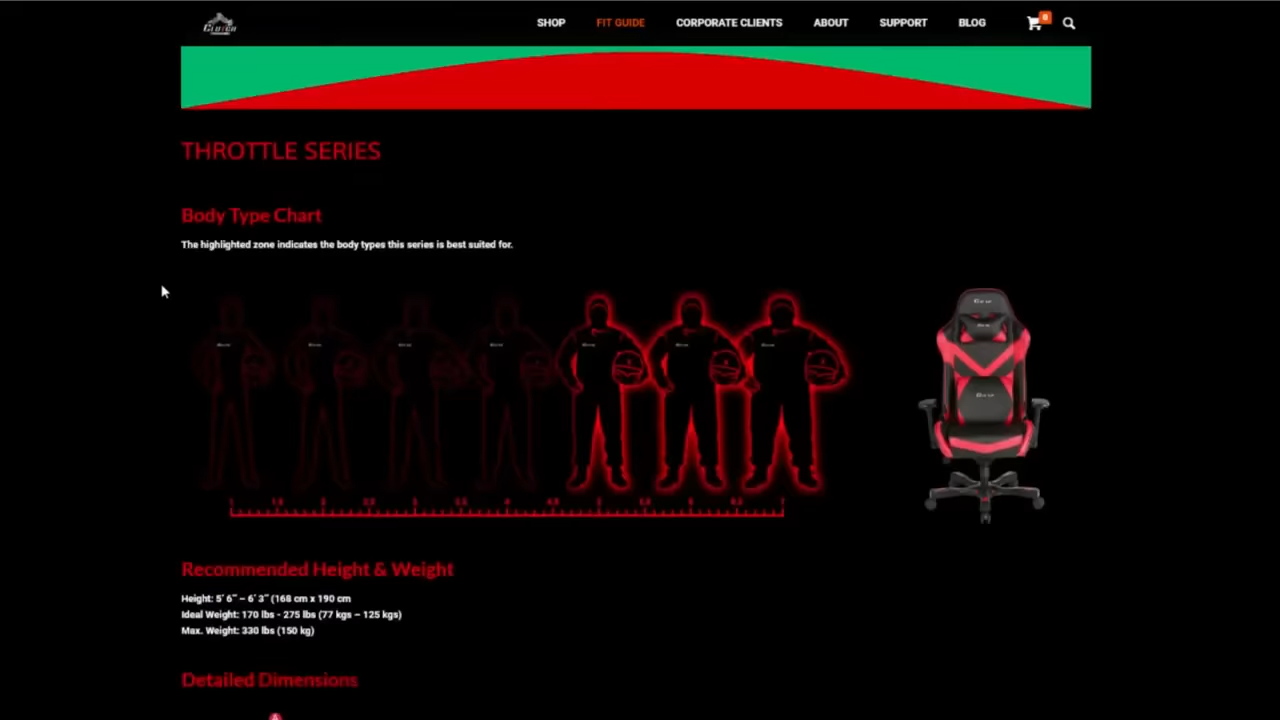 SHOP FIT GUIDE CORPORATE CLIENTS ABOUT SUPPORT BLOG 0
THROTTLE SERIES
Body Type Chart
The highlighted zone indicates the body types this series is best suited for.
Recommended Height & Weight
Height: 5' 6" – 6' 3" (168 cm x 190 cm
Ideal Weight: 170 lbs - 275 lbs (77 kgs – 125 kgs)
Max. Weight: 330 lbs (150 kg)
Detailed Dimensions
A